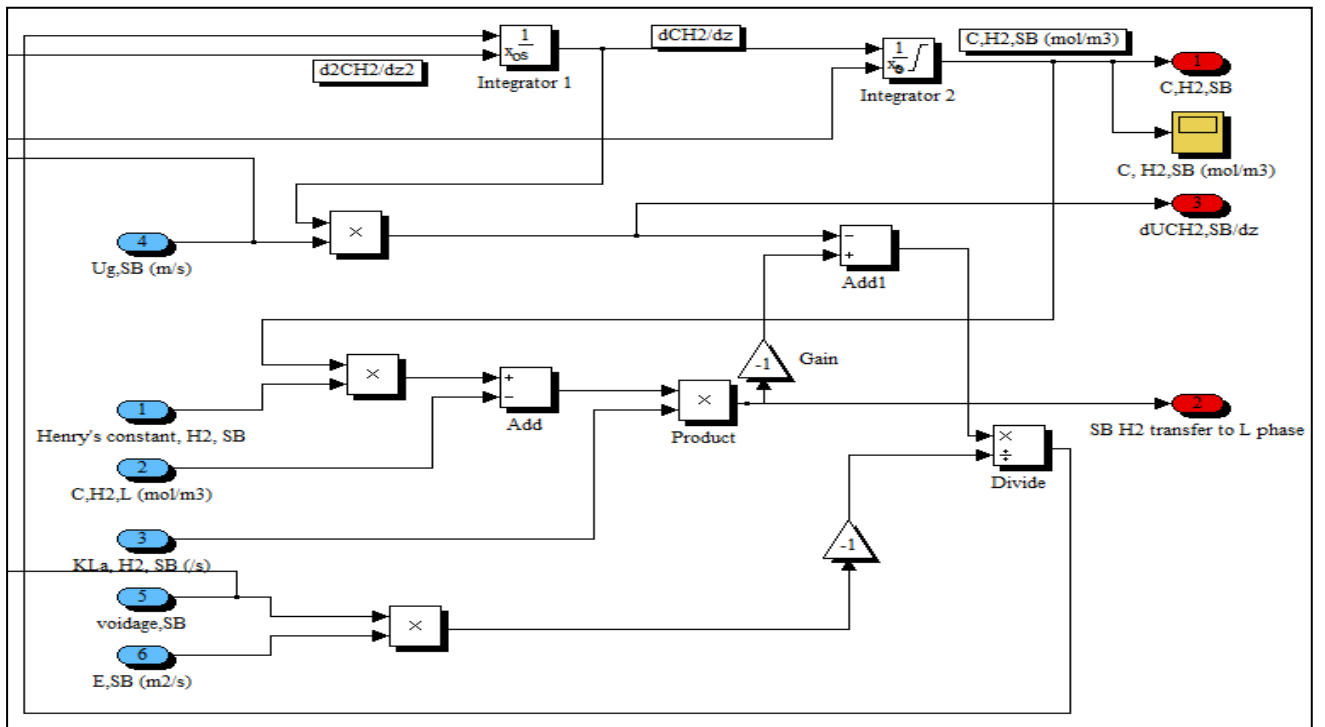 1
xo s
Integrator 1
d2CH2/dz2
dCH2/dz
1
xo
Integrator 2
C,H2,SB (mol/m3)
1
C,H2,SB
C, H2,SB (mol/m3)
3
dUCH2,SB/dz
4
Ug,SB (m/s)
×
−
+
Add1
×
1
Henry's constant, H2, SB
+
−
Add
×
Product
-1
Gain
2
SB H2 transfer to L phase
2
C,H2,L (mol/m3)
×
÷
Divide
3
KLa, H2, SB (/s)
-1
5
voidage,SB
×
6
E,SB (m2/s)